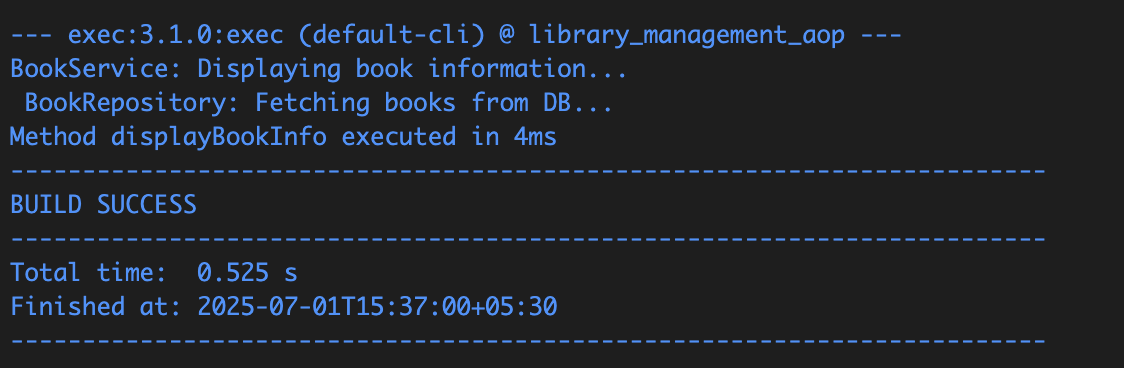 --- exec:3.1.0:exec (default-cli) @ library_management_aop ---
BookService: Displaying book information...
 BookRepository: Fetching books from DB...
Method displayBookInfo executed in 4ms
------------------------------------------------------------------------
BUILD SUCCESS
------------------------------------------------------------------------
Total time:  0.525 s
Finished at: 2025-07-01T15:37:00+05:30
------------------------------------------------------------------------